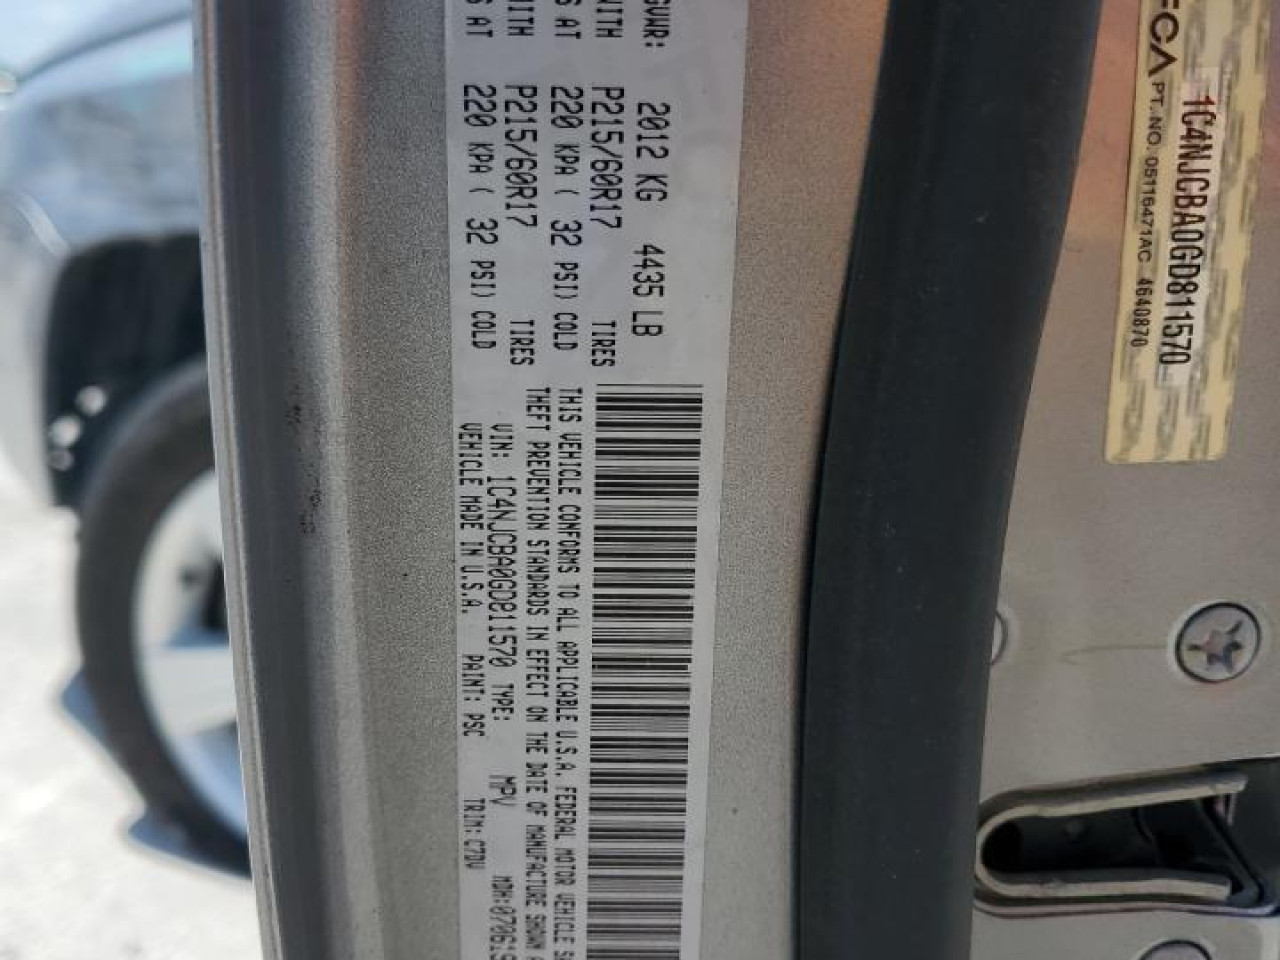 GVWR: 2012 KG 4435 LB
WITH P215/60R17 TIRES
S AT 220 KPA ( 32 PSI) COLD
WITH P215/60R17 TIRES
S AT 220 KPA ( 32 PSI) COLD
THIS VEHICLE CONFORMS TO ALL APPLICABLE U.S.A. FEDERAL MOTOR VEHICLE
THEFT PREVENTION STANDARDS IN EFFECT ON THE DATE OF MANUFACTURE SHOWN
VIN: 1C4NJCBA0GD811570 TYPE: MPV MDH:070619
VEHICLE MADE IN U.S.A. PAINT: PSC TRIM: C7DV
1C4NJCBA0GD811570
FCA PT. NO. 05116471AC 4640870